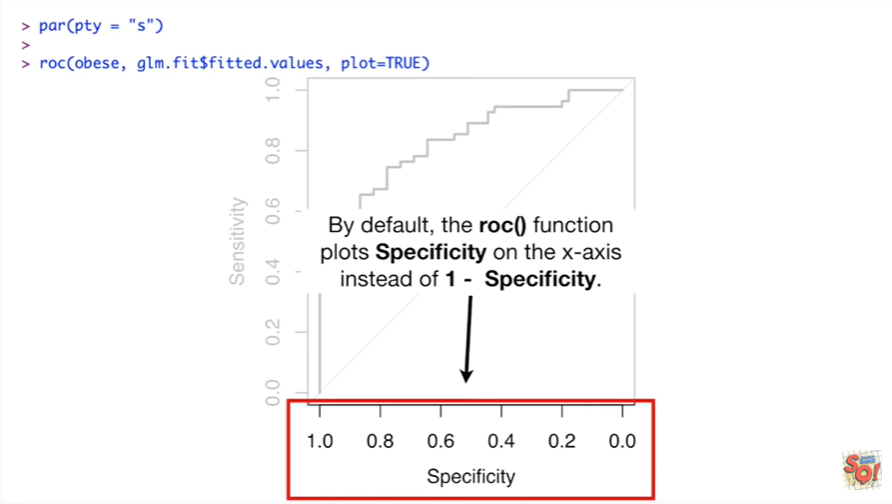 > par(pty = "s")
>
> roc(obese, glm.fit$fitted.values, plot=TRUE)
1.0
0.8
0.6
0.4
0.2
0.0
Sensitivity
By default, the roc() function
plots Specificity on the x-axis
instead of 1 - Specificity.
1.0 0.8 0.6 0.4 0.2 0.0
Specificity
SQ!